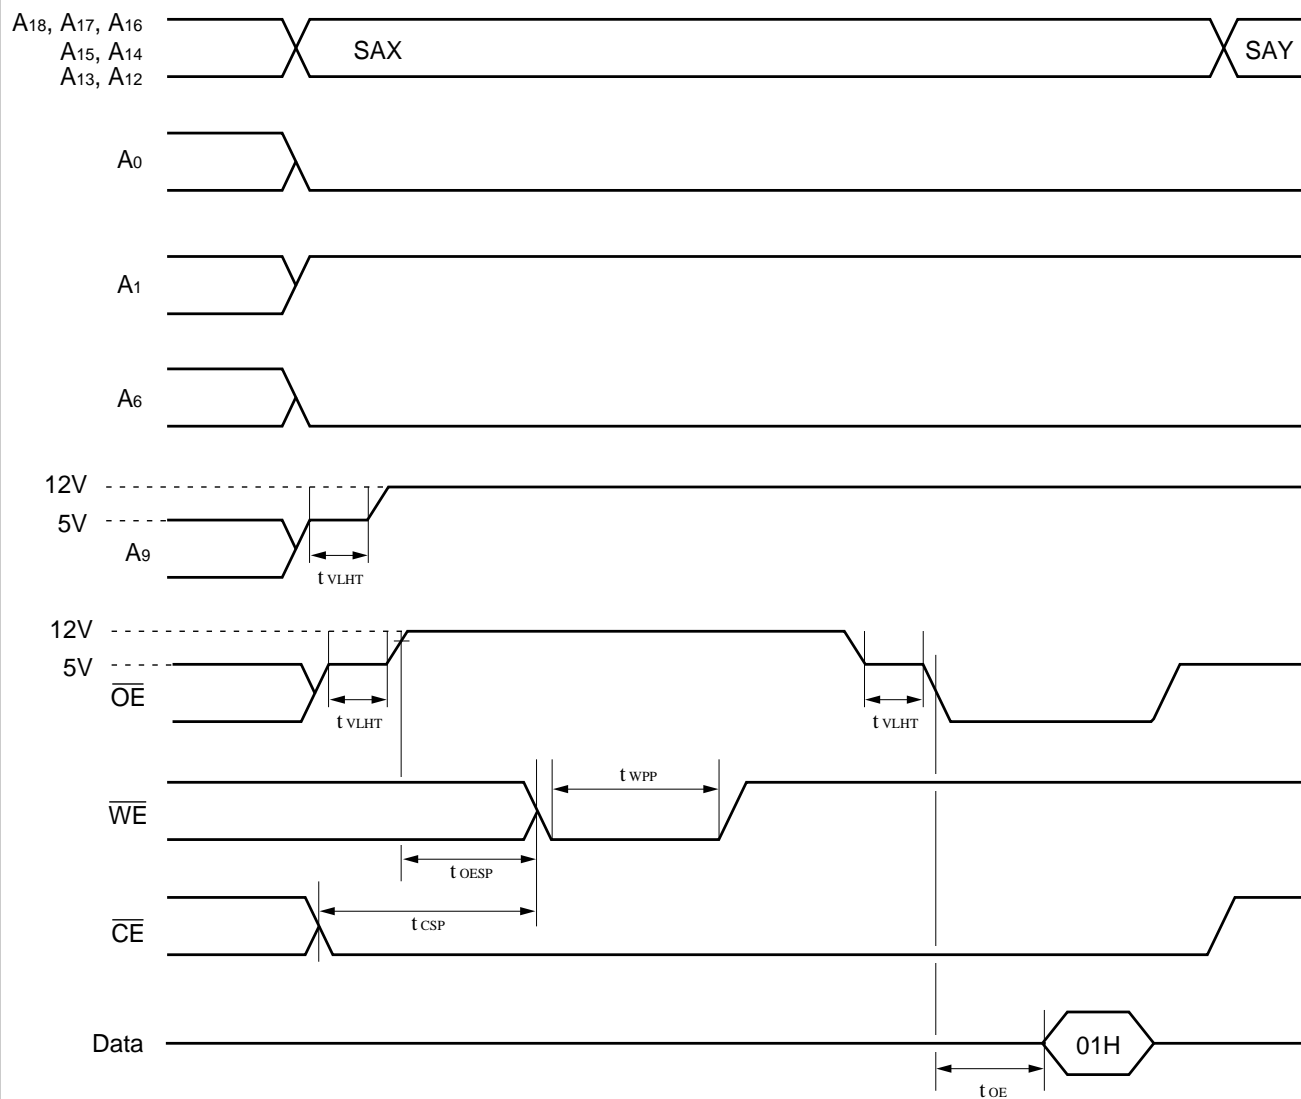 A18, A17, A16
A15, A14
A13, A12
SAX
SAY
A0
A1
A6
12V
5V
A9
t VLHT
12V
5V
OE
t VLHT
t VLHT
WE
t WPP
t OESP
CE
t CSP
Data
01H
t OE